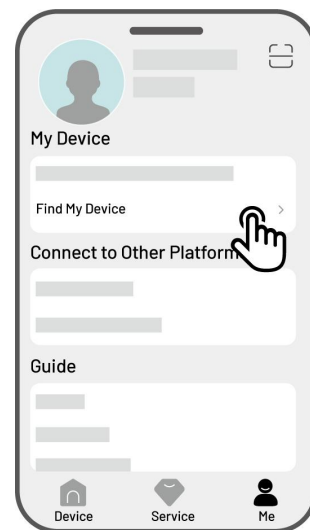 My Device
Find My Device
Connect to Other Platform
Guide
Device Service Me